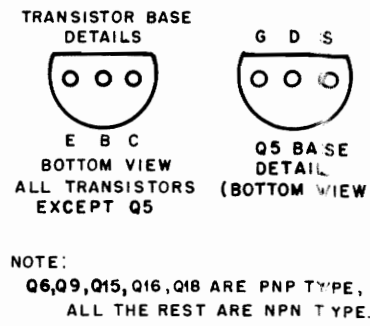 TRANSISTOR BASE
DETAILS
E B C
BOTTOM VIEW
ALL TRANSISTORS
EXCEPT Q5
G D S
Q5 BASE
DETAIL
(BOTTOM VIEW
NOTE:
Q6,Q9,Q15,Q16,Q18 ARE PNP TYPE,
ALL THE REST ARE NPN TYPE.